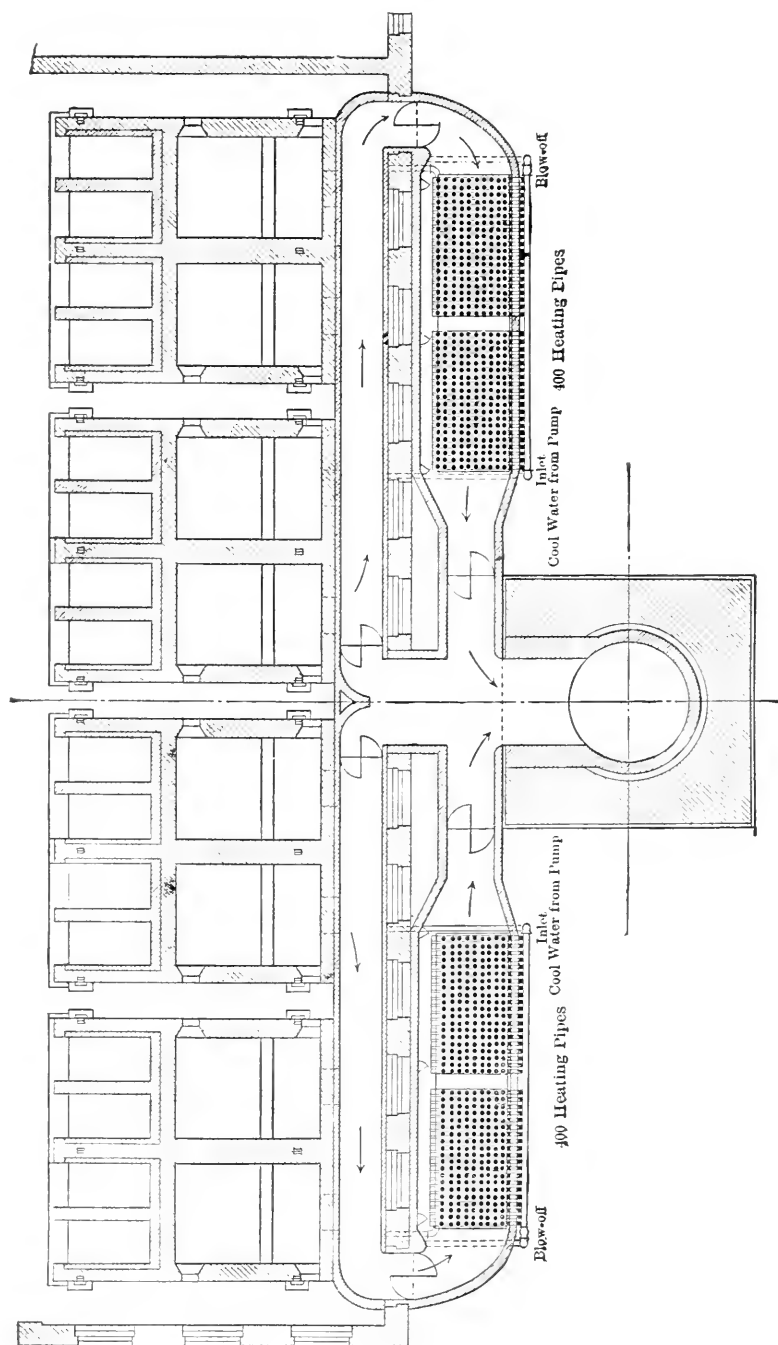 Blow-off
400 Heating Pipes
Inlet
Cool Water from Pump
Inlet
Cool Water from Pump
400 Heating Pipes
Blow-off